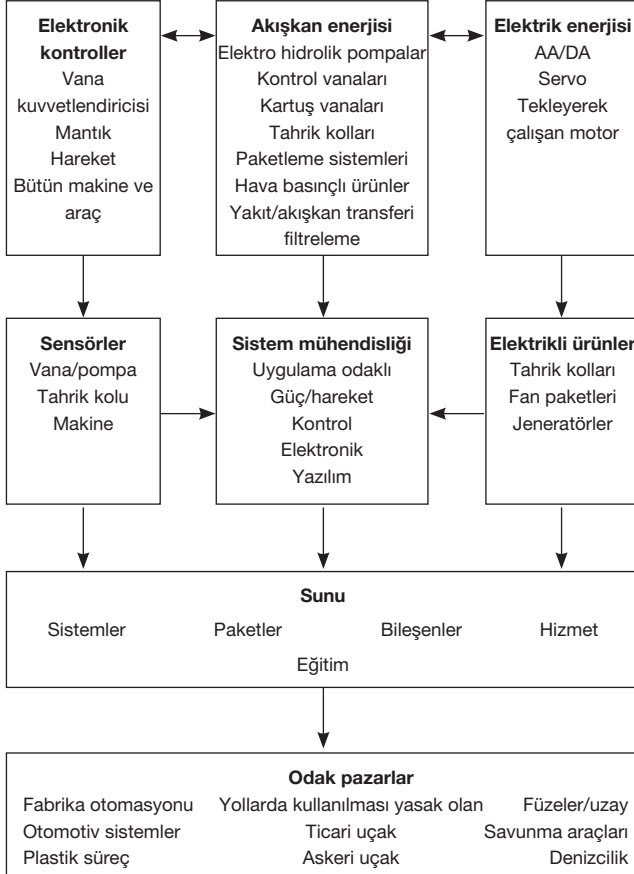 Elektronik
kontroller
Vana
kuvvetlendiricisi
Mantık
Hareket
Bütün makine ve
araç
Akışkan enerjisi
Elektro hidrolik pompalar
Kontrol vanaları
Kartuş vanaları
Tahrik kolları
Paketleme sistemleri
Hava basınçlı ürünler
Yakıt/akışkan transferi
filtreleme
Elektrik enerjisi
AA/DA
Servo
Tekleyerek
çalışan motor
Sensörler
Vana/pompa
Tahrik kolu
Makine
Sistem mühendisliği
Uygulama odaklı
Güç/hareket
Kontrol
Elektronik
Yazılım
Elektrikli ürünler
Tahrik kolları
Fan paketleri
Jeneratörler
Sunu
Sistemler Paketler Bileşenler Hizmet
Eğitim
Odak pazarlar
Fabrika otomasyonu Yollarda kullanılması yasak olan Füzeler/uzay
Otomotiv sistemler Ticari uçak Savunma araçları
Plastik süreç Askeri uçak Denizcilik